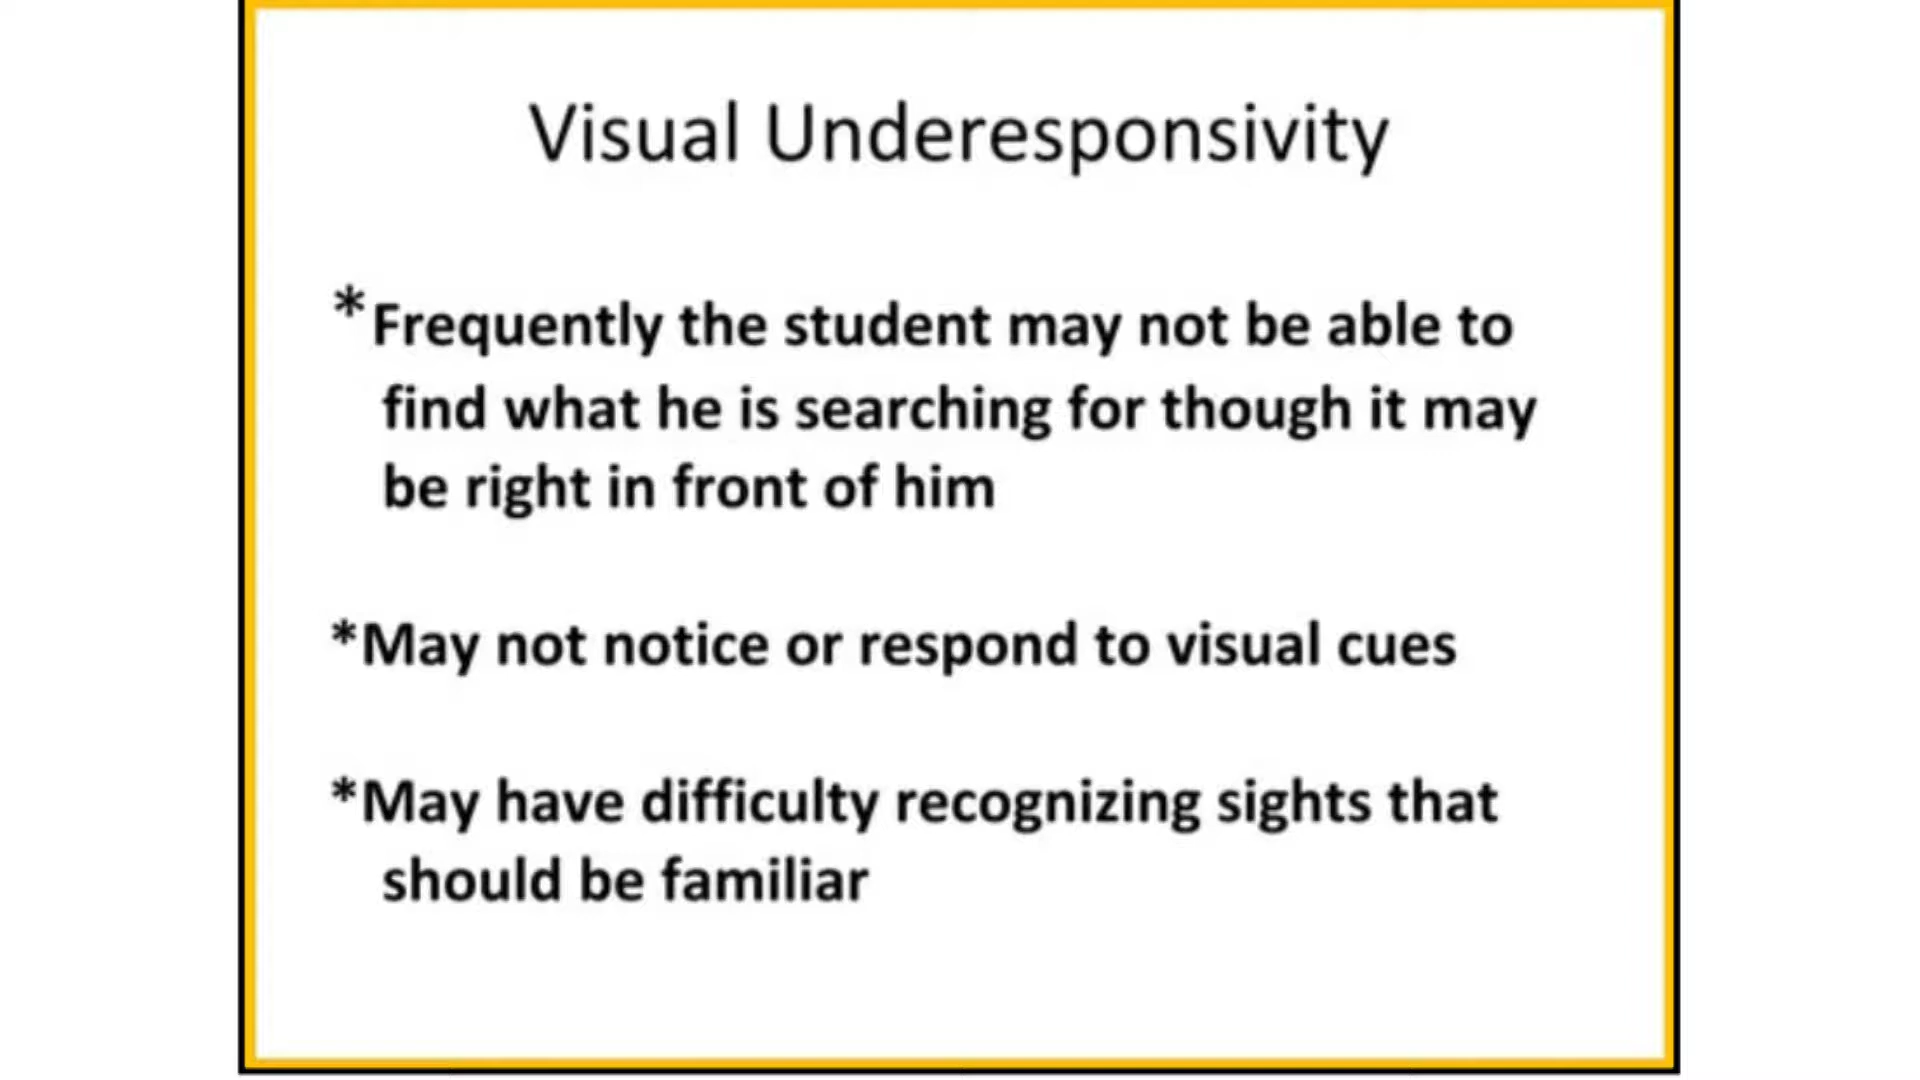 Visual Underesponsivity
*Frequently the student may not be able to
find what he is searching for though it may
be right in front of him
*May not notice or respond to visual cues
*May have difficulty recognizing sights that
should be familiar